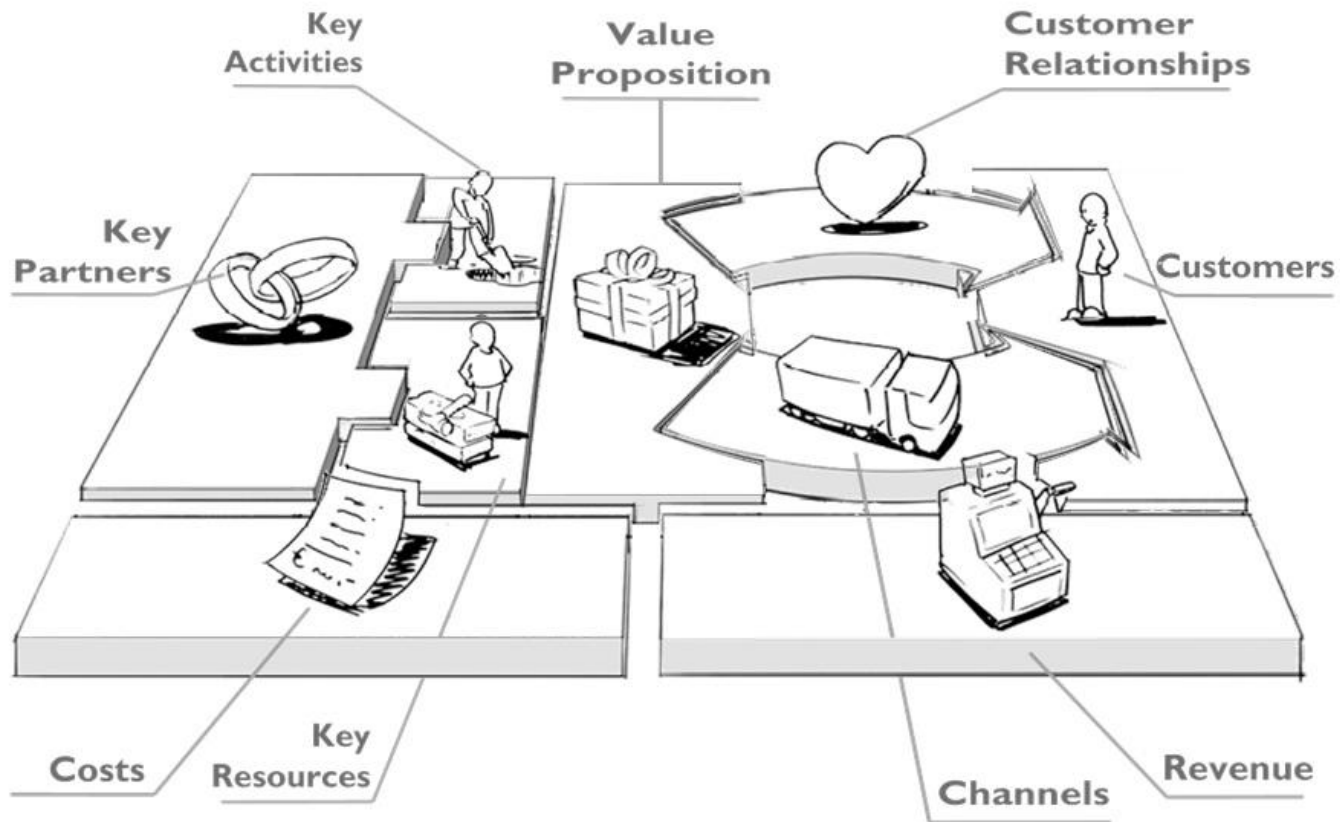 Key
Activities
Value
Proposition
Customer
Relationships
Key
Partners
Customers
Costs
Key
Resources
Channels
Revenue